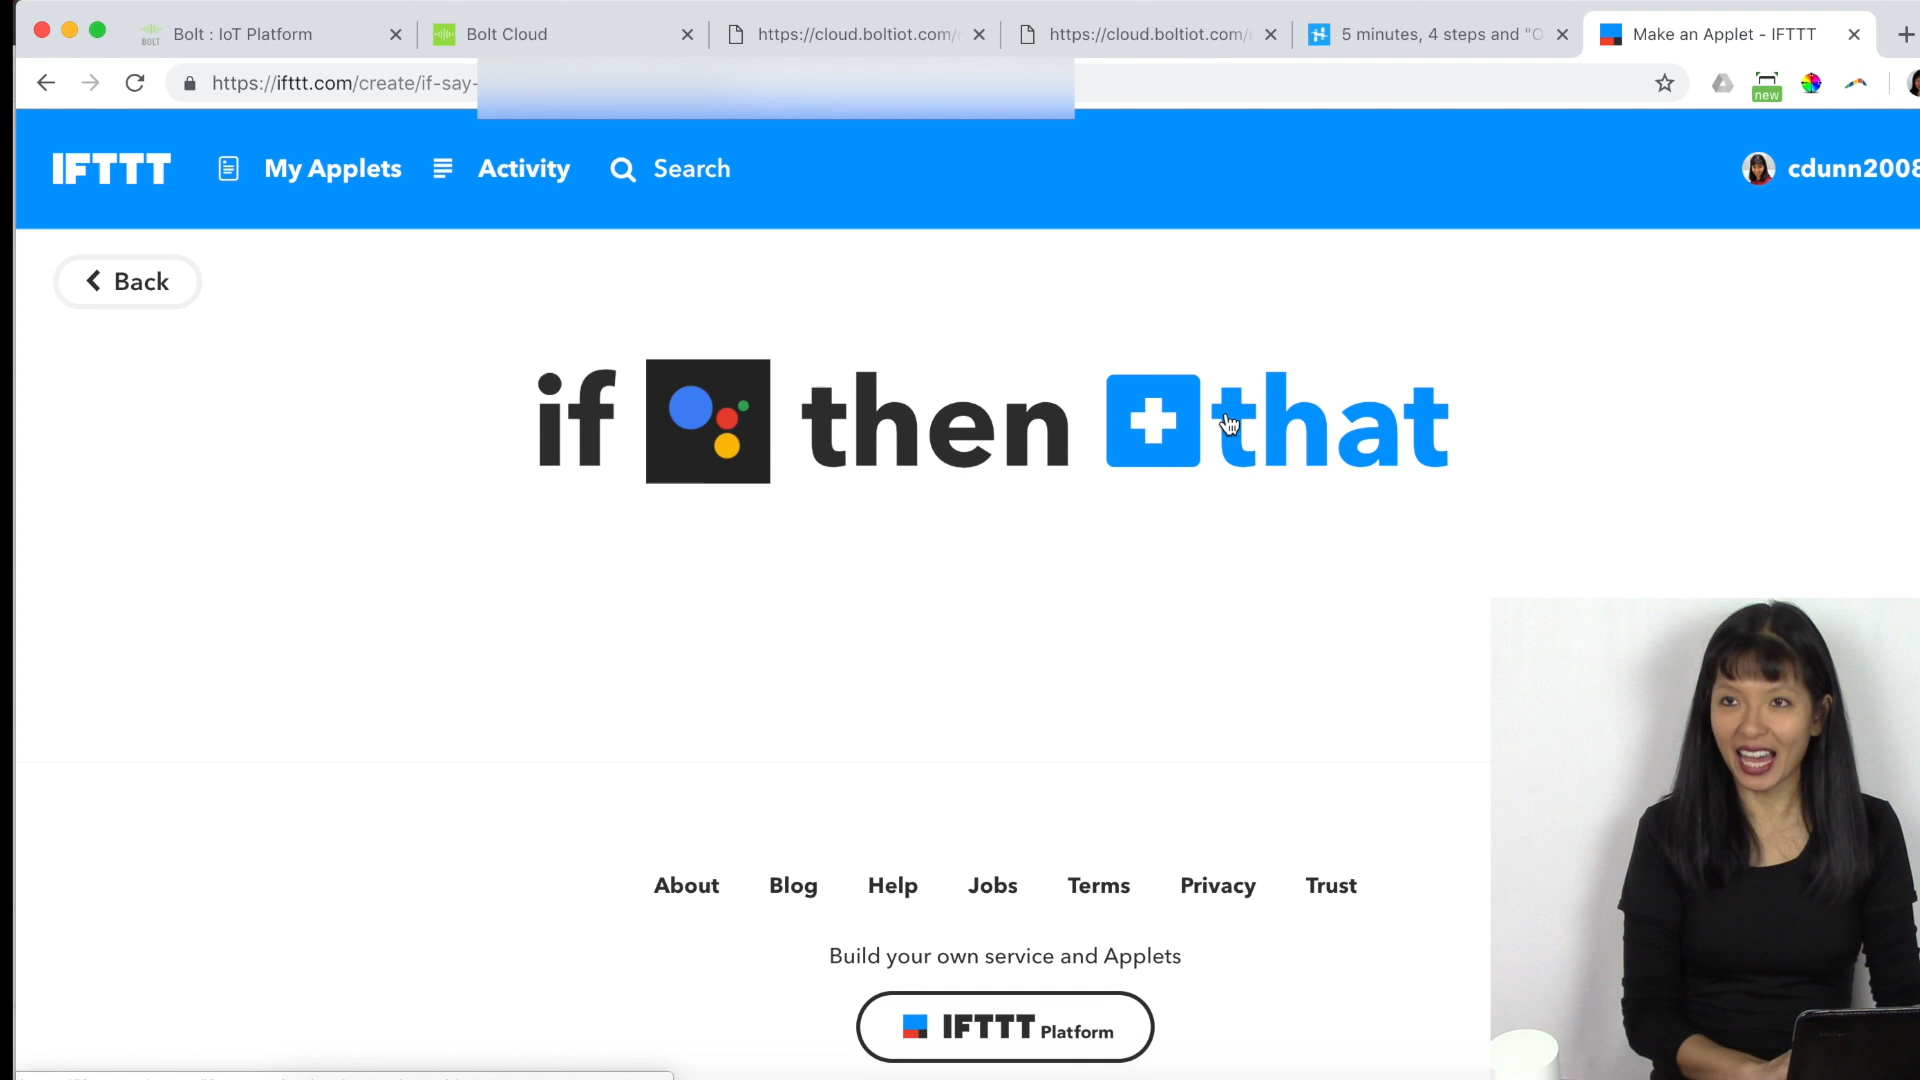 Bolt : IoT Platform
Bolt Cloud
https://cloud.boltiot.com/
https://cloud.boltiot.com/
5 minutes, 4 steps and "O
Make an Applet - IFTTT
https://ifttt.com/create/if-say-
new
IFTTT
My Applets
Activity
Search
cdunn2008
Back
if then that
About Blog Help Jobs Terms Privacy Trust
Build your own service and Applets
IFTTT Platform